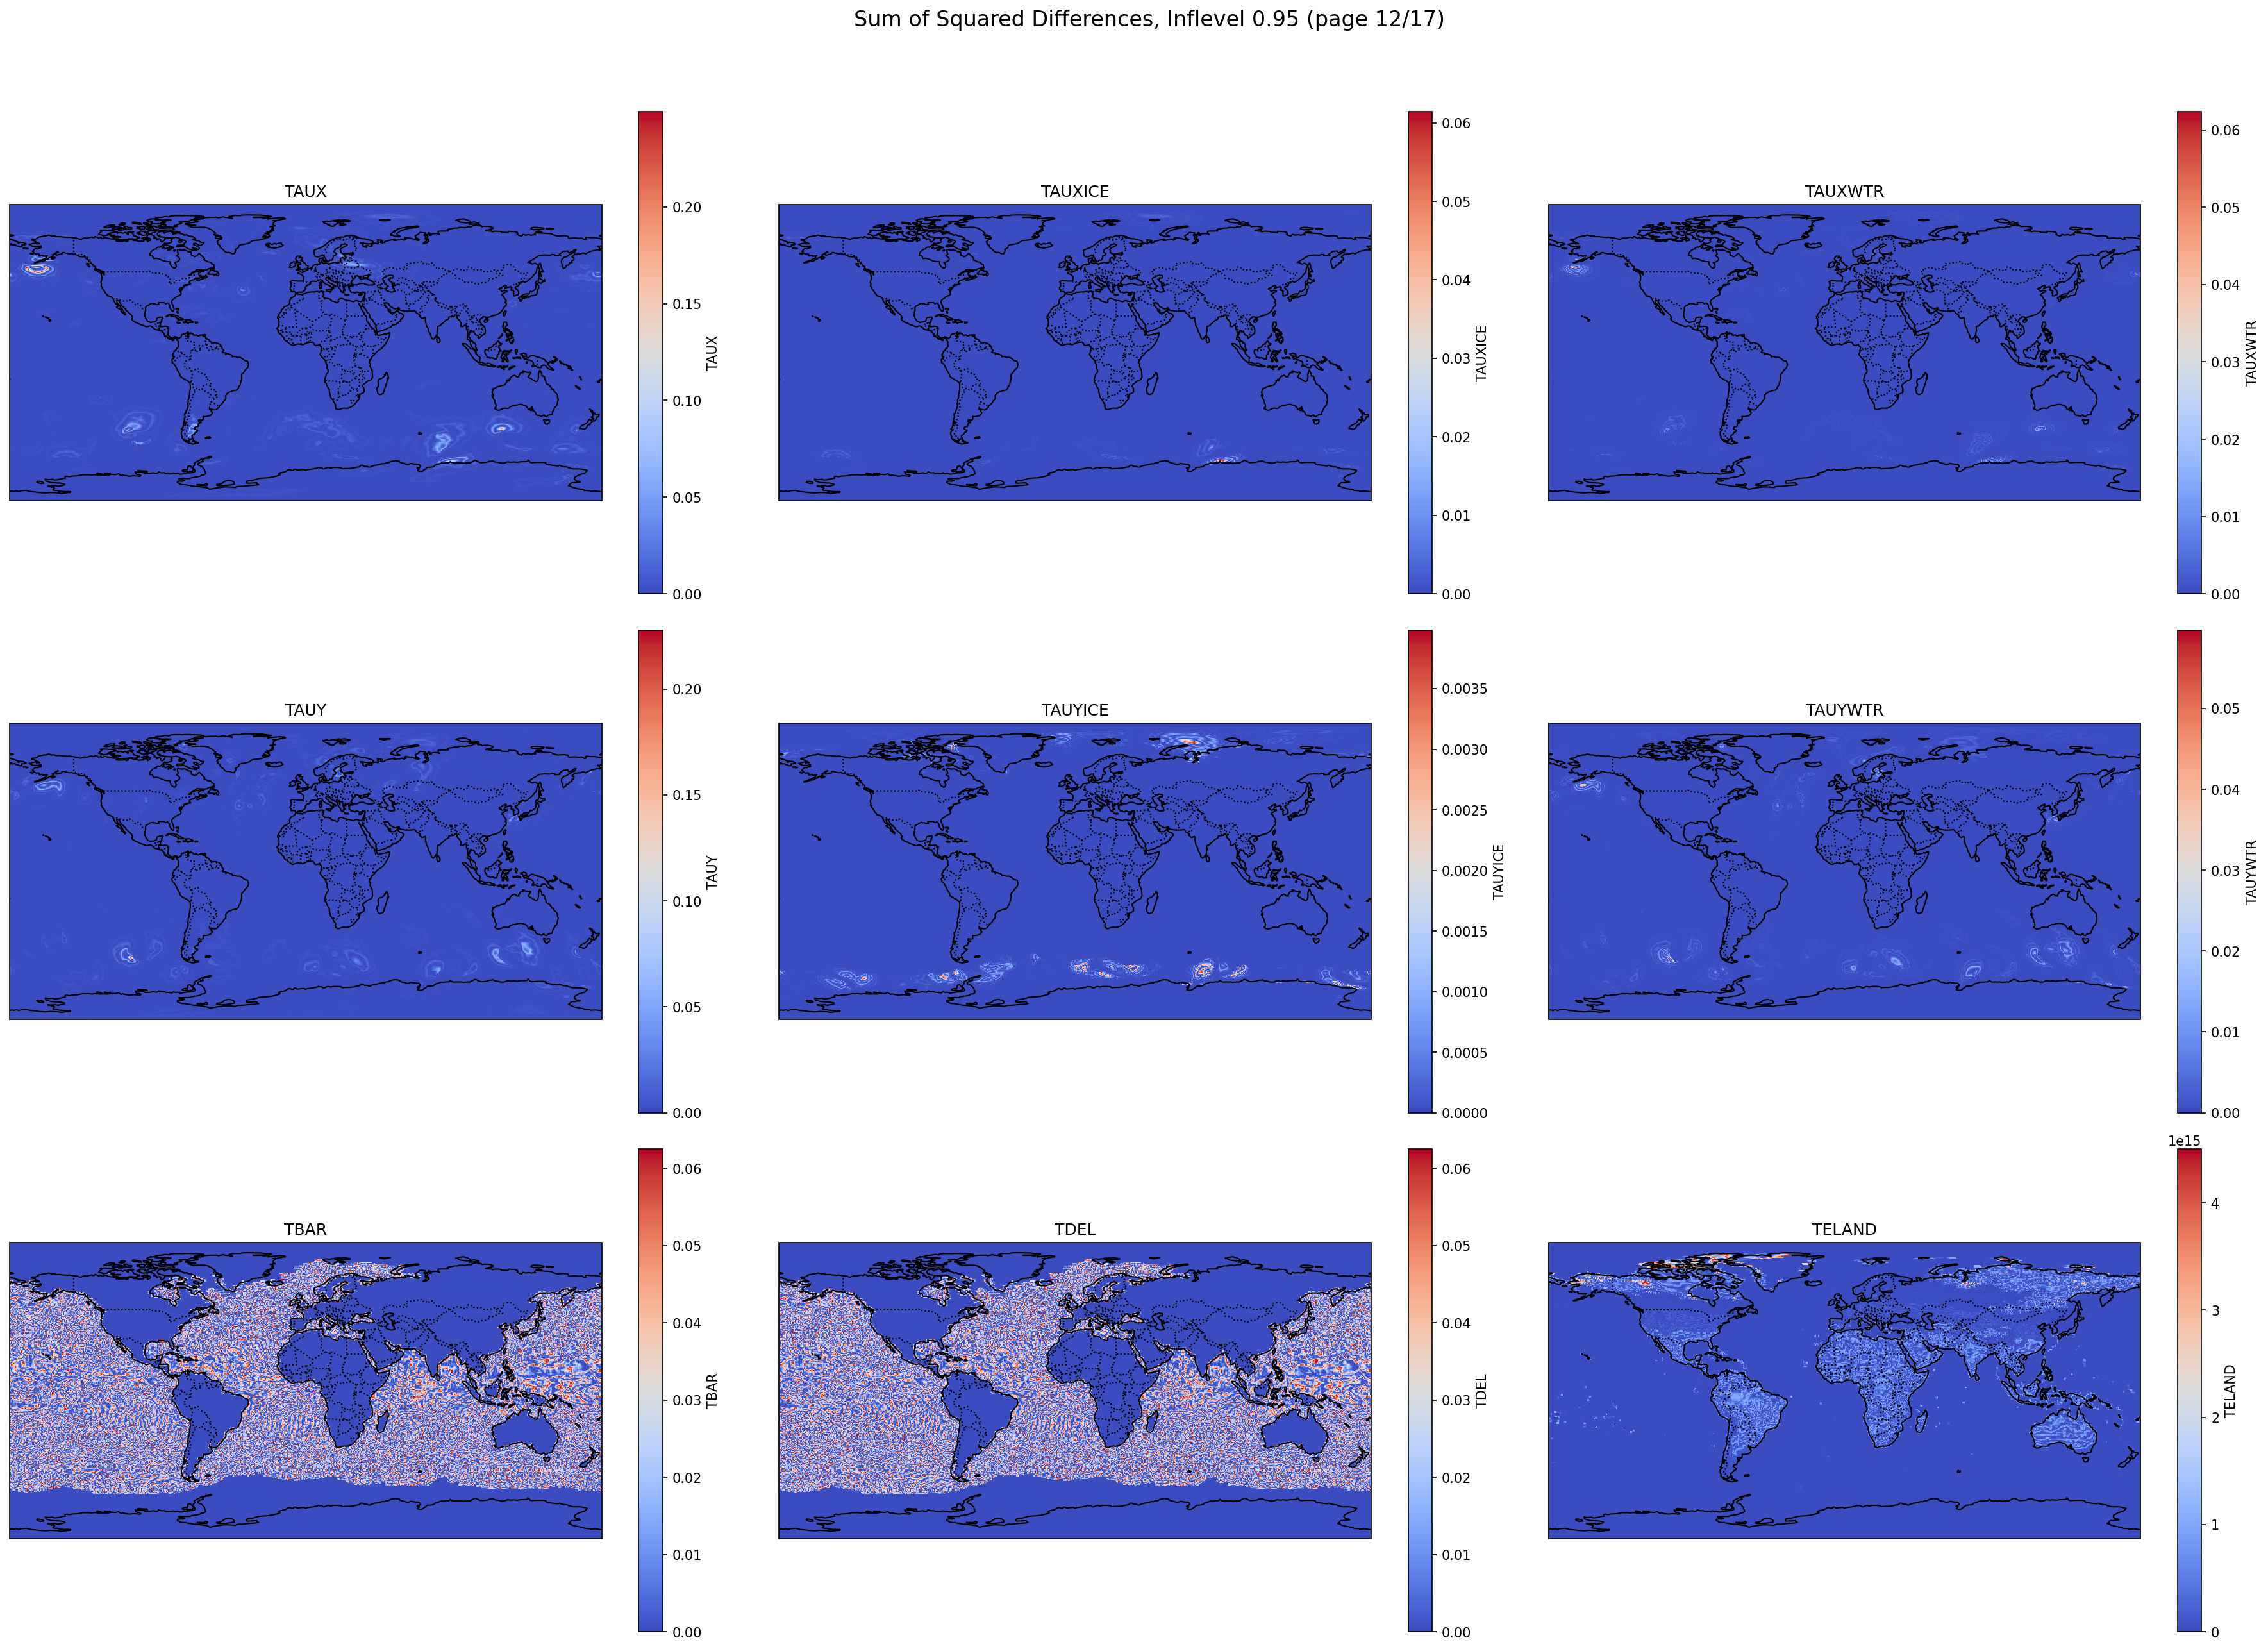 Sum of Squared Differences, Inflevel 0.95 (page 12/17)
TAUX
0.20
0.15
0.10
0.05
0.00
TAUX
TAUXICE
0.06
0.05
0.04
0.03
0.02
0.01
0.00
TAUXICE
TAUXWTR
0.06
0.05
0.04
0.03
0.02
0.01
0.00
TAUXWTR
TAUY
0.20
0.15
0.10
0.05
0.00
TAUY
TAUYICE
0.0035
0.0030
0.0025
0.0020
0.0015
0.0010
0.0005
0.0000
TAUYICE
TAUYWTR
0.05
0.04
0.03
0.02
0.01
0.00
TAUYWTR
TBAR
0.06
0.05
0.04
0.03
0.02
0.01
0.00
TBAR
TDEL
0.06
0.05
0.04
0.03
0.02
0.01
0.00
TDEL
TELAND
1e15
4
3
2
1
0
TELAND